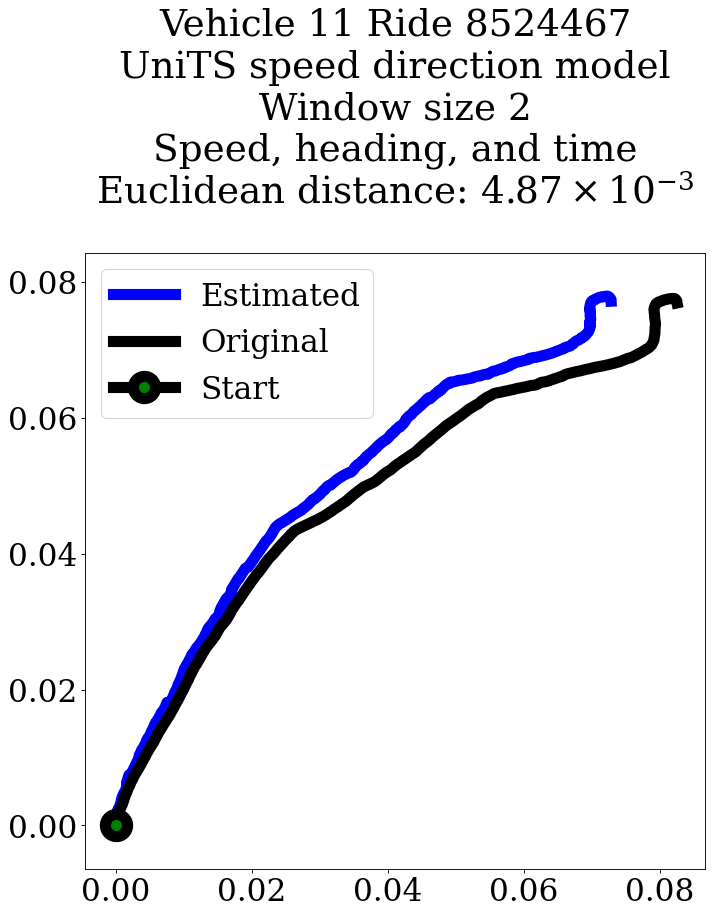 Vehicle 11 Ride 8524467
UniTS speed direction model
Window size 2
Speed, heading, and time
Euclidean distance: 4.87 × 10⁻³
Estimated
Original
Start
0.08
0.06
0.04
0.02
0.00
0.00 0.02 0.04 0.06 0.08